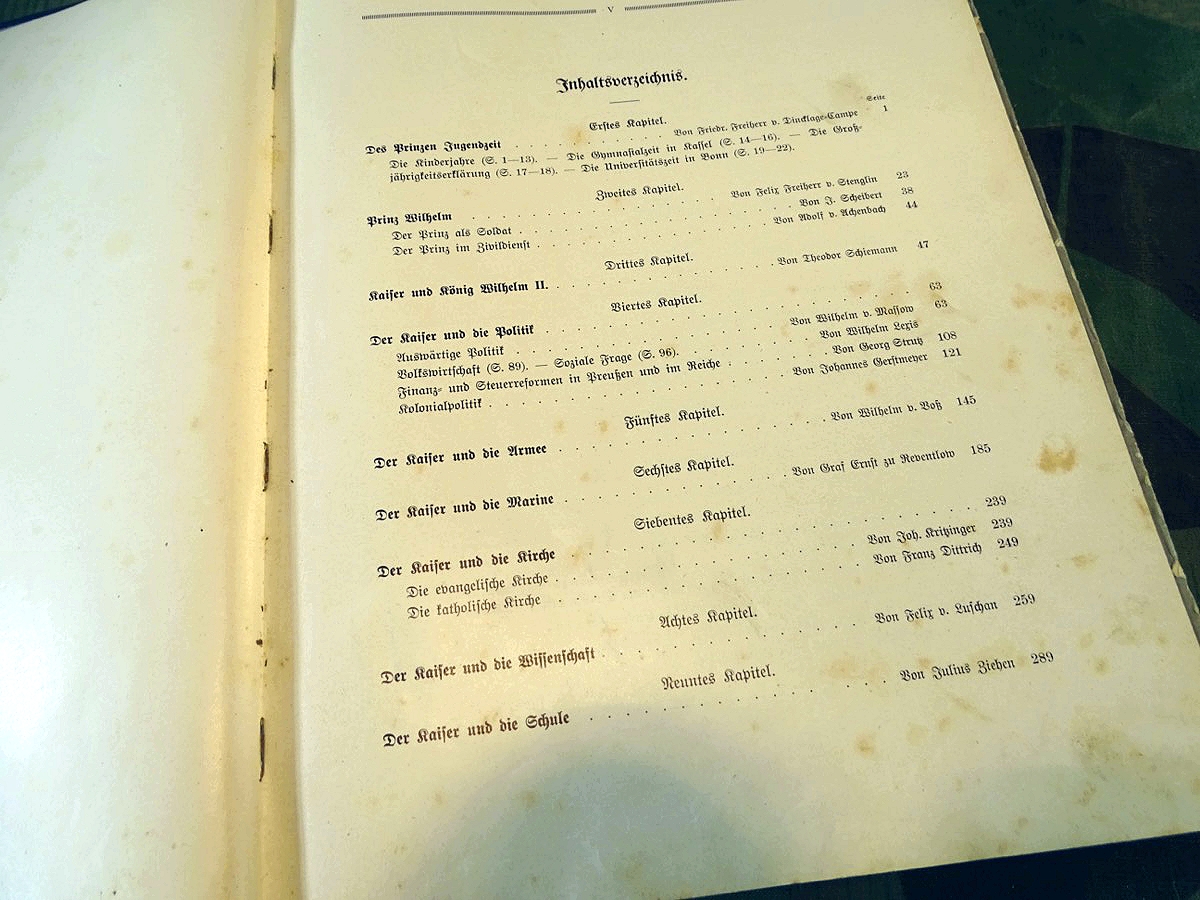 V
Inhaltsverzeichnis.
Seite
Erstes Kapitel.
Des Prinzen Jugendzeit . . . . . . . . . . Von Friedr. Freiherr v. Dincklage-Campe 1
Die Kinderjahre (S. 1—13). — Die Gymnasialzeit in Kassel (S. 14—16). — Die Groß-
jährigkeitserklärung (S. 17—18). — Die Universitätszeit in Bonn (S. 19—22).
Zweites Kapitel.
Prinz Wilhelm . . . . . . . . . . Von Felix Freiherr v. Stenglin 23
Der Prinz als Soldat . . . . . . . . . . Von J. Scheibert 38
Der Prinz im Zivildienst . . . . . . . . . . Von Adolf v. Achenbach 44
Drittes Kapitel.
Kaiser und König Wilhelm II. . . . . . . . . . . Von Theodor Schiemann 47
Viertes Kapitel.
Der Kaiser und die Politik . . . . . . . . . . 63
Auswärtige Politik . . . . . . . . . . Von Wilhelm v. Massow 63
Volkswirtschaft (S. 89). — Soziale Frage (S. 96). . . . . . . . . . . Von Wilhelm Lexis
Finanz- und Steuerreformen in Preußen und im Reiche . . . . . Von Georg Strutz 108
Kolonialpolitik . . . . . . . . . . Von Johannes Gerstmeyer 121
Fünftes Kapitel.
Der Kaiser und die Armee . . . . . . . . . . Von Wilhelm v. Voß 145
Sechstes Kapitel.
Der Kaiser und die Marine . . . . . . . . . . Von Graf Ernst zu Reventlow 185
Siebentes Kapitel.
Der Kaiser und die Kirche . . . . . . . . . . 239
Die evangelische Kirche . . . . . . . . . . Von Joh. Kritzinger 239
Die katholische Kirche . . . . . . . . . . Von Franz Dittrich 249
Achtes Kapitel.
Der Kaiser und die Wissenschaft . . . . . . . . . . Von Felix v. Luschan 259
Neuntes Kapitel.
Der Kaiser und die Schule . . . . . . . . . . Von Julius Ziehen 289